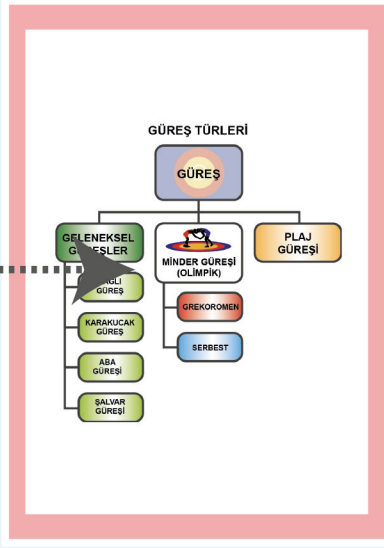 GÜREŞ TÜRLERİ
GÜREŞ
GELENEKSEL
MİNDER GÜREŞİ
(OLİMPİK)
PLAJ
GÜREŞİ
GÜREŞ
GREKOROMEN
KARAKUCAK
GÜREŞ
SERBEST
ABA
GÜREŞİ
ŞALVAR
GÜREŞİ